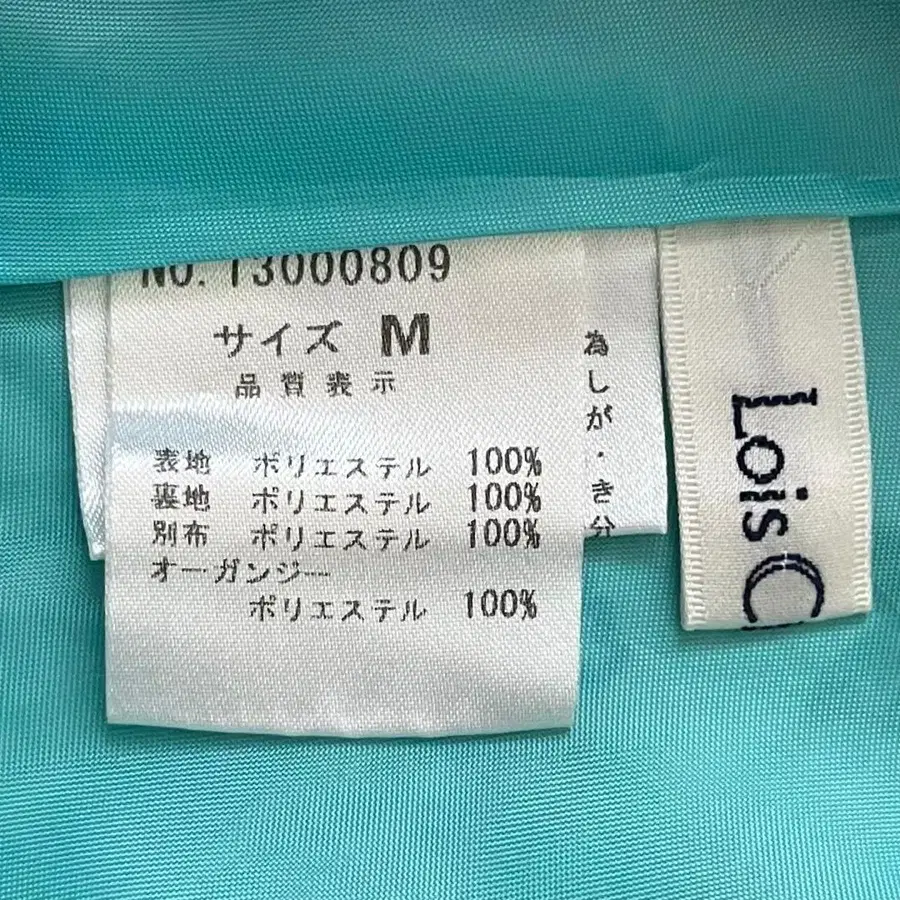 No. 13000809
サイズ M
品質表示
表地 ポリエステル 100%
裏地 ポリエステル 100%
別布 ポリエステル 100%
オーガンジー
ポリエステル 100%
為
しが・
き分
Lois C